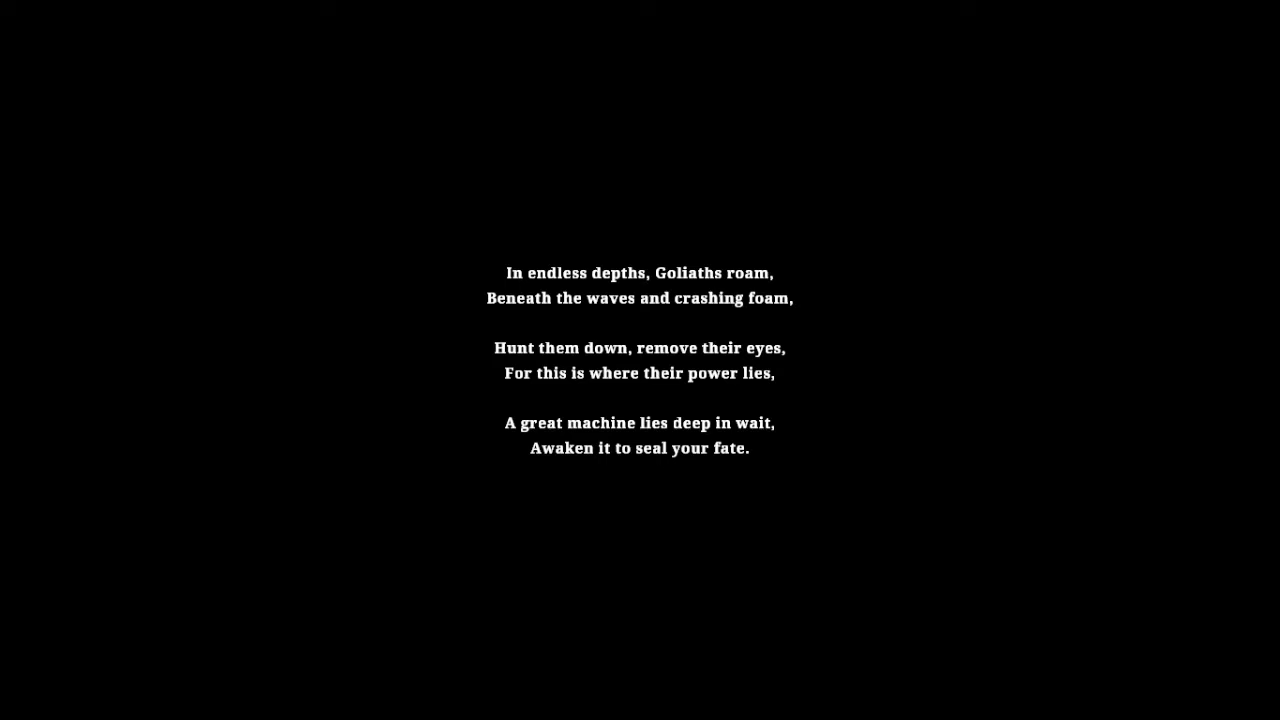 In endless depths, Goliaths roam,
Beneath the waves and crashing foam,
Hunt them down, remove their eyes,
For this is where their power lies,
A great machine lies deep in wait,
Awaken it to seal your fate.